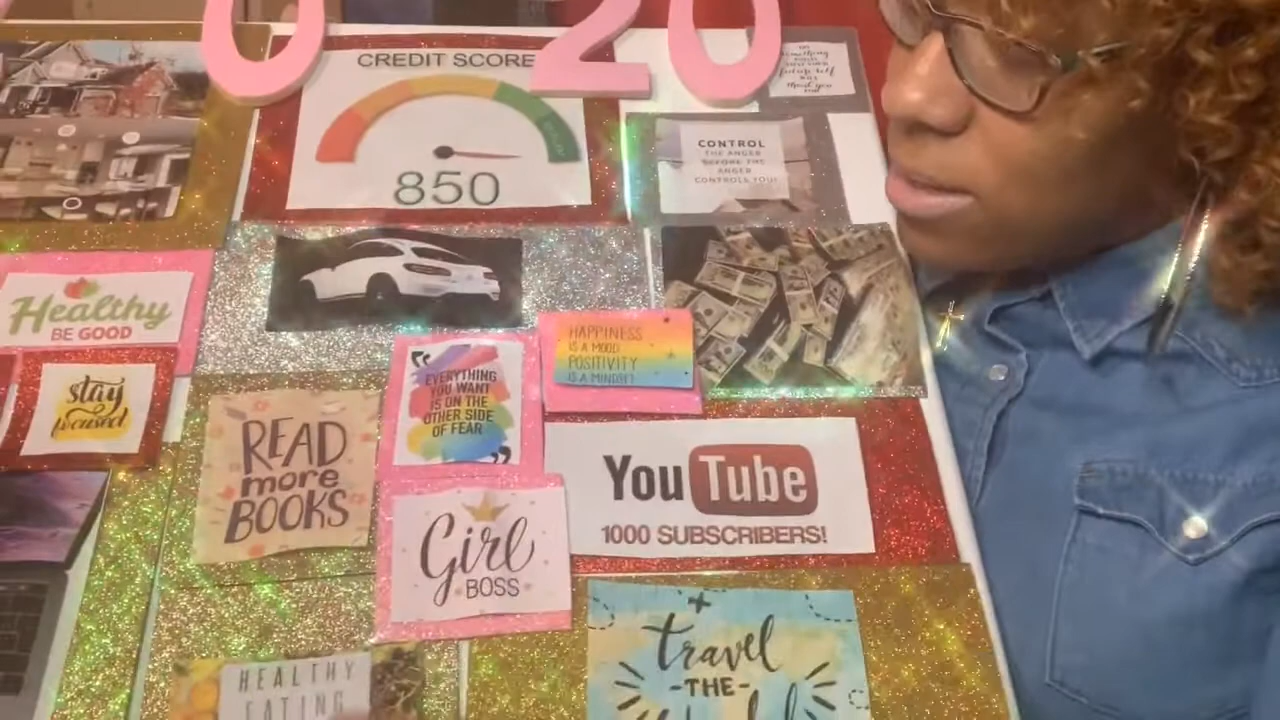 020
CREDIT SCORE
850
CONTROL
THE ANGER
BEFORE THE
ANGER
CONTROLS YOU!
Healthy
BE GOOD
stay
focused
HAPPINESS
IS A MOOD
POSITIVITY
IS A MINDSET
EVERYTHING
YOU WANT
IS ON THE
OTHER SIDE
OF FEAR
READ
more
BOOKS
YouTube
1000 SUBSCRIBERS!
Girl
BOSS
HEALTHY
EATING
travel
-THE-